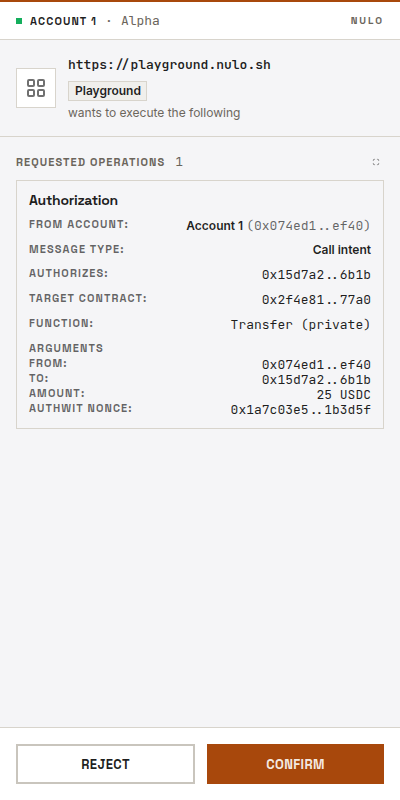 ACCOUNT 1 · Alpha NULO
https://playground.nulo.sh
Playground
wants to execute the following
REQUESTED OPERATIONS 1
Authorization
FROM ACCOUNT: Account 1 (0x074ed1..ef40)
MESSAGE TYPE: Call intent
AUTHORIZES: 0x15d7a2..6b1b
TARGET CONTRACT: 0x2f4e81..77a0
FUNCTION: Transfer (private)
ARGUMENTS
FROM: 0x074ed1..ef40
TO: 0x15d7a2..6b1b
AMOUNT: 25 USDC
AUTHWIT NONCE: 0x1a7c03e5..1b3d5f
REJECT CONFIRM